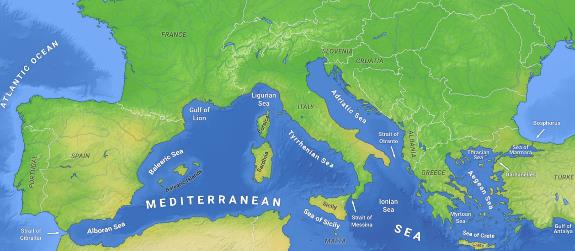 ATLANTIC OCEAN
FRANCE
SLOVENIA
CROATIA
Ligurian
Sea
Gulf of
Lion
ITALY
Adriatic Sea
Bosphorus
PORTUGAL
SPAIN
Balearic Sea
Balearic Islands
Corsica
Sardinia
Tyrrhenian Sea
Strait of
Otranto
ALBANIA
Thracian
Sea
Sea of
Marmara
Dardanelles
GREECE
Aegean Sea
TURKEY
MEDITERRANEAN
SEA
Ionian
Sea
Sicily
Strait of
Messina
Sea of Sicily
MALTA
Myrtoan
Sea
Sea of Crete
Gulf of
Antalya
Strait of
Gibraltar
Alboran Sea